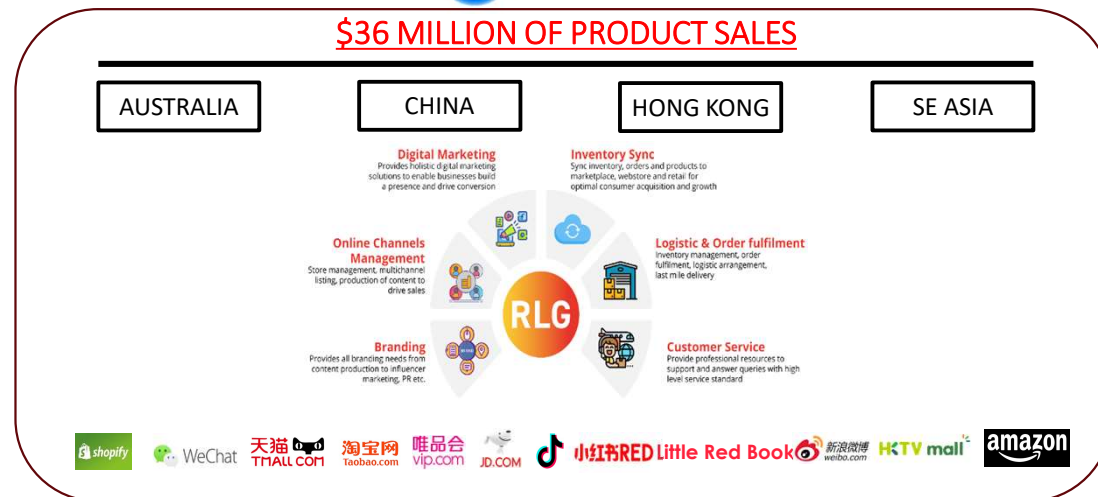 $36 MILLION OF PRODUCT SALES
AUSTRALIA
CHINA
HONG KONG
SE ASIA
Digital Marketing
Provides holistic digital marketing
solutions to enable businesses build
a presence and drive conversion
Inventory Sync
Sync inventory, orders and products to
marketplace, webstore and retail for
optimal consumer acquisition and growth
Online Channels
Management
Store management, multichannel
listing, production of content to
drive sales
Logistic & Order fulfilment
Inventory management, order
fulfilment, logistic arrangement,
last mile delivery
RLG
Branding
Provides all branding needs from
content production to influencer
marketing, PR etc.
Customer Service
Provide professional resources to
support and answer queries with high
level service standard
shopify
WeChat
天猫
TMALL.COM
淘宝网
Taobao.com
唯品会
vip.com
JD.COM
小红书RED Little Red Book
新浪微博
weibo.com
HKTV mall
amazon